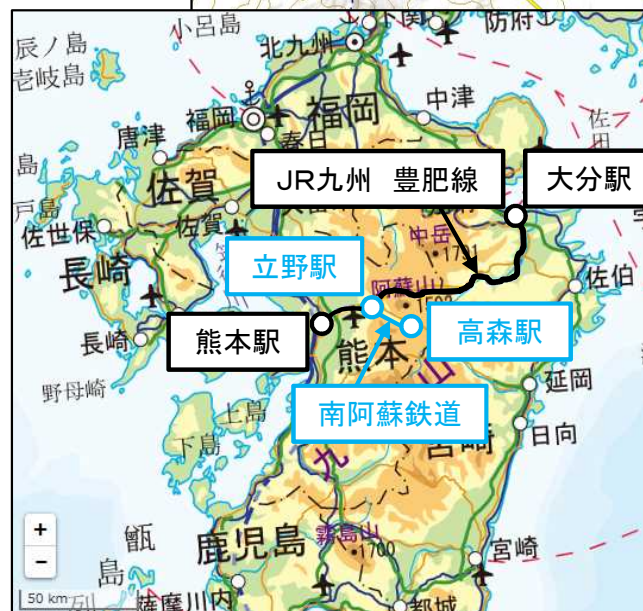 小呂島
下関
防府
辰ノ島
壱岐島
北九州
福岡
福岡
中津
春日
唐津
佐賀
JR九州 豊肥線
大分駅
島
戸島
佐世保
佐賀
中岳
1791
長崎
立野駅
阿蘇山
佐伯
熊本駅
高森駅
長崎
熊本
野母崎
南阿蘇鉄道
延岡
上島
日向
下島
宮崎
九
山
+
−
甑
島
鹿児島
霧島山
1700
宮崎
50 km
列
薩摩川内
都城